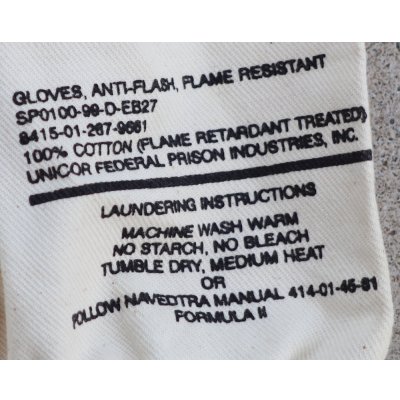 GLOVES, ANTI-FLASH, FLAME RESISTANT
SP0100-99-D-EB27
8415-01-267-9661
100% COTTON (FLAME RETARDANT TREATED)
UNICOR FEDERAL PRISON INDUSTRIES, INC.
LAUNDERING INSTRUCTIONS
MACHINE WASH WARM
NO STARCH, NO BLEACH
TUMBLE DRY, MEDIUM HEAT
OR
FOLLOW NAVEDTRA MANUAL 414-01-45-81
FORMULA II